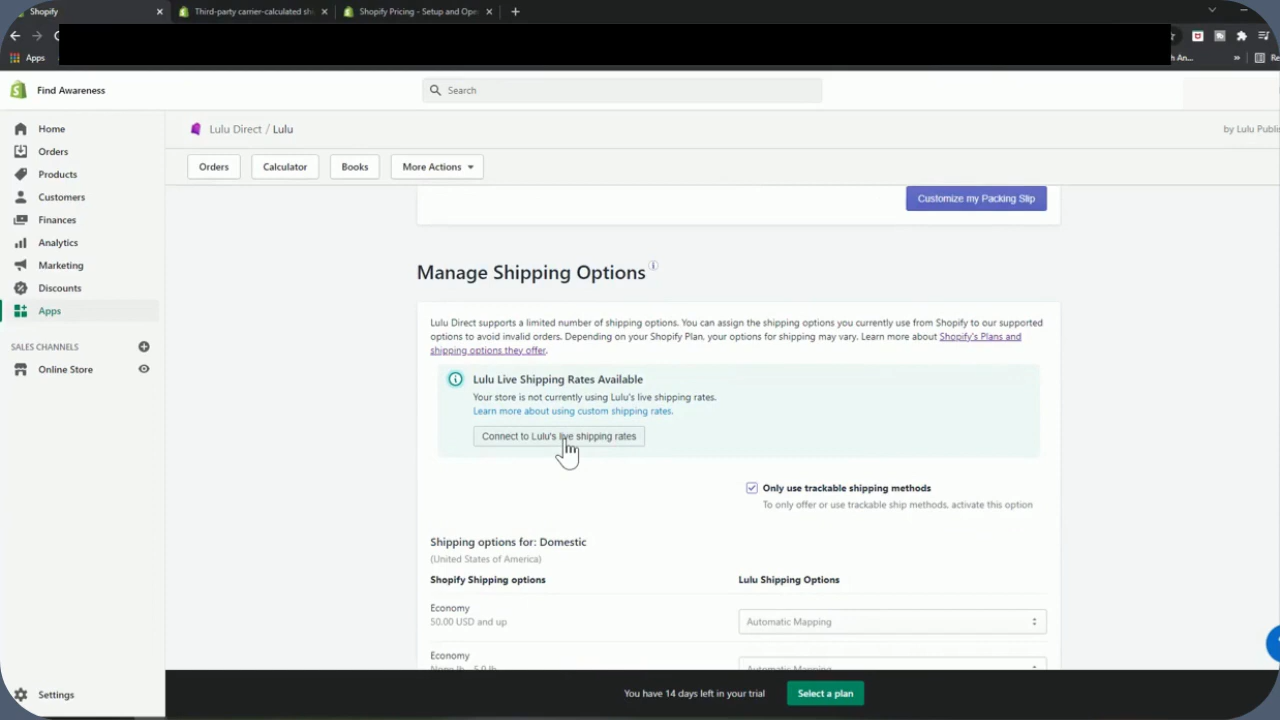 Shopify
Third-party carrier-calculated shi
Shopify Pricing - Setup and Ope
Apps
Find Awareness
Search
Home
Orders
Products
Customers
Finances
Analytics
Marketing
Discounts
Apps
SALES CHANNELS
Online Store
Settings
Lulu Direct / Lulu
by Lulu Publis
Orders
Calculator
Books
More Actions
Customize my Packing Slip
Manage Shipping Options
Lulu Direct supports a limited number of shipping options. You can assign the shipping options you currently use from Shopify to our supported
options to avoid invalid orders. Depending on your Shopify Plan, your options for shipping may vary. Learn more about Shopify's Plans and
shipping options they offer.
Lulu Live Shipping Rates Available
Your store is not currently using Lulu's live shipping rates.
Learn more about using custom shipping rates.
Connect to Lulu's live shipping rates
Only use trackable shipping methods
To only offer or use trackable ship methods, activate this option
Shipping options for: Domestic
(United States of America)
Shopify Shipping options
Lulu Shipping Options
Economy
50.00 USD and up
Automatic Mapping
Economy
Automatic Mapping
You have 14 days left in your trial
Select a plan